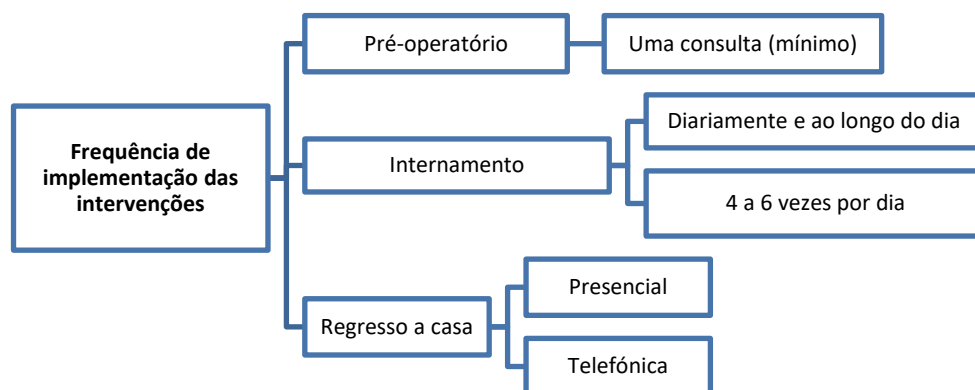 Frequência de
implementação das
intervenções
Pré-operatório
Uma consulta (mínimo)
Internamento
Diariamente e ao longo do dia
4 a 6 vezes por dia
Regresso a casa
Presencial
Telefónica